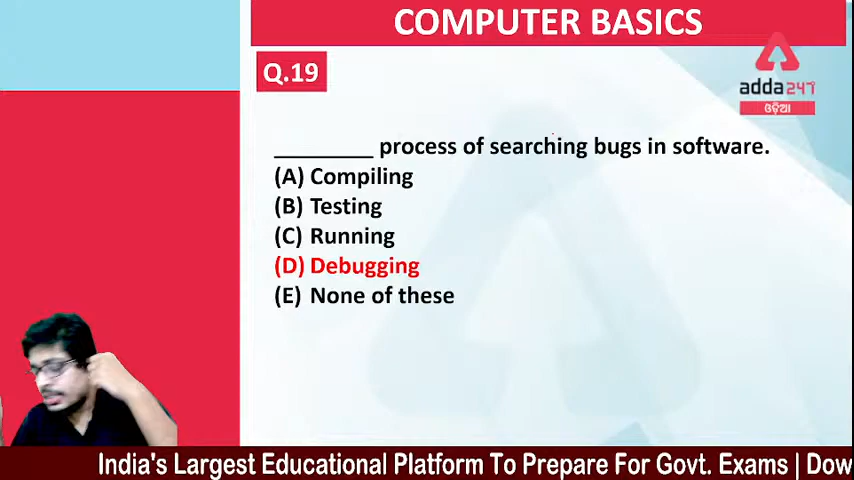 COMPUTER BASICS
Q.19
adda247
ଓଡ଼ିଆ
________ process of searching bugs in software.
(A) Compiling
(B) Testing
(C) Running
(D) Debugging
(E) None of these
India's Largest Educational Platform To Prepare For Govt. Exams | Dow